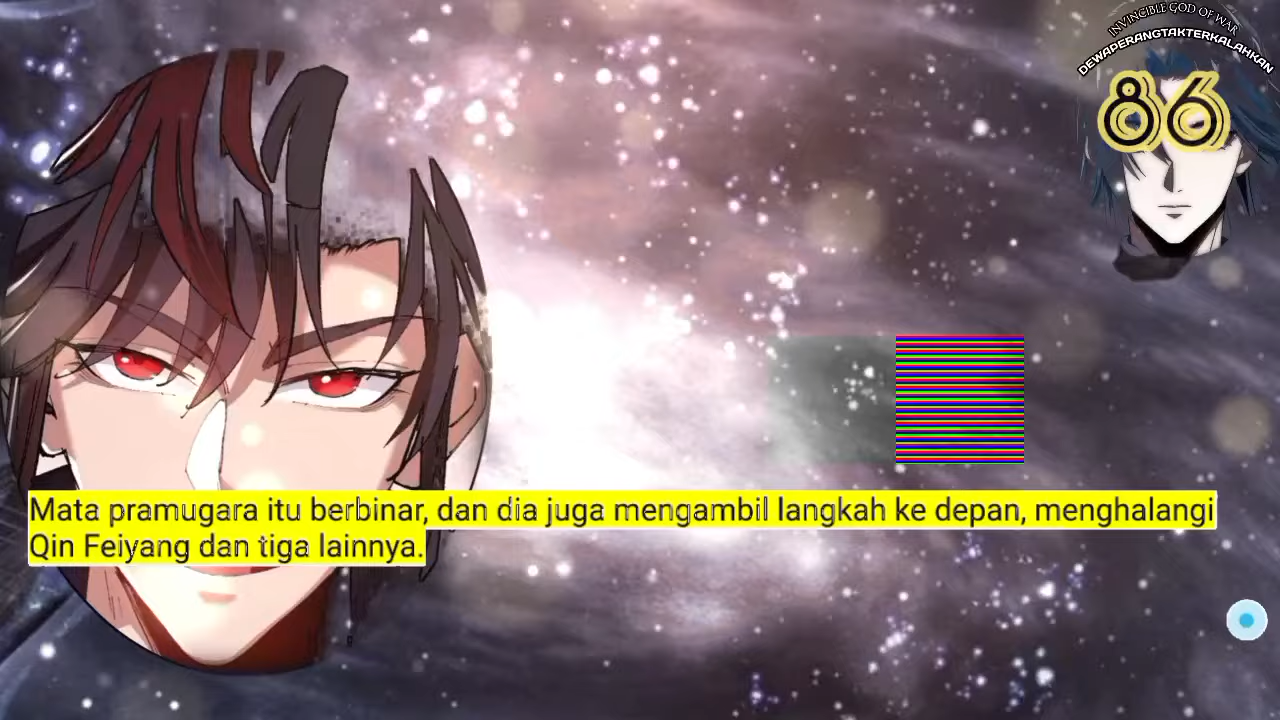 INVINCIBLE GOD OF WAR
DEWAPERANGTAKTERKALAHKAN
86
Mata pramugara itu berbinar, dan dia juga mengambil langkah ke depan, menghalangi
Qin Feiyang dan tiga lainnya.